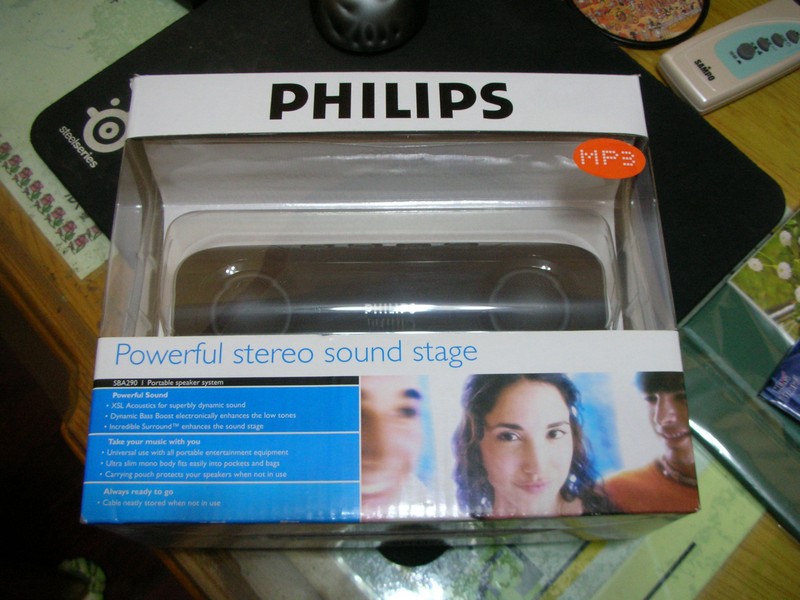 PHILIPS
MP3
steelseries
SAMPO
PHILIPS
Powerful stereo sound stage
SBA290 | Portable speaker system
Powerful Sound
• XSL Acoustics for superbly dynamic sound
• Dynamic Bass Boost electronically enhances the low tones
• Incredible Surround™ enhances the sound stage
Take your music with you
• Universal use with all portable entertainment equipment
• Ultra slim mono body fits easily into pockets and bags
• Carrying pouch protects your speakers when not in use
Always ready to go
• Cable neatly stored when not in use